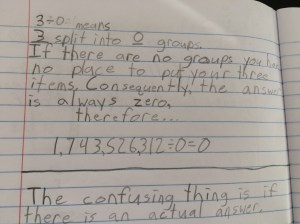 3÷0 means
3 split into 0 groups.
If there are no groups you have
no place to put your three
items. Consequently, the answer
is always zero,
therefore...
1,743,526,312÷0=0
The confusing thing is if
there is an actual answer.